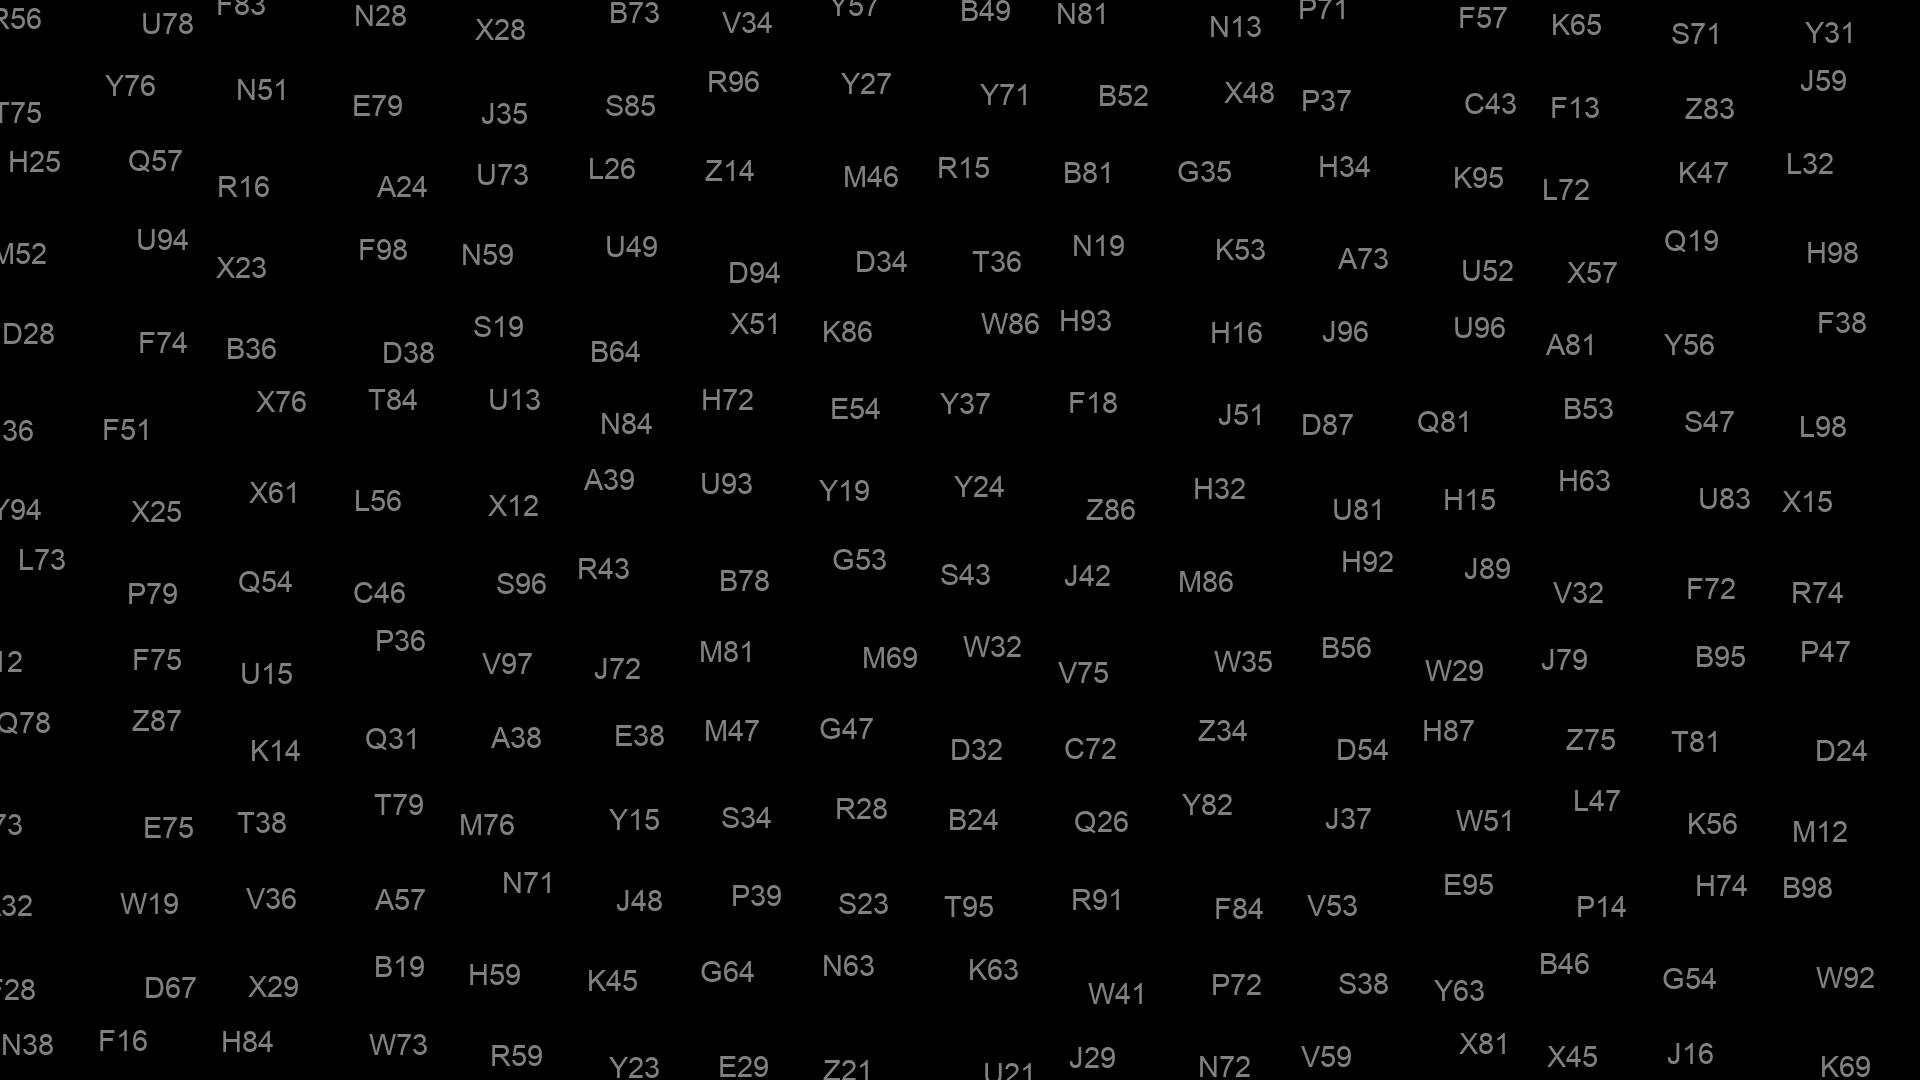 R56 U78 F83 N28 X28 B73 V34 Y57 B49 N81 N13 P71 F57 K65 S71 Y31
T75 Y76 N51 E79 J35 S85 R96 Y27 Y71 B52 X48 P37 C43 F13 Z83 J59
H25 Q57 R16 A24 U73 L26 Z14 M46 R15 B81 G35 H34 K95 L72 K47 L32
M52 U94 X23 F98 N59 U49 D94 D34 T36 N19 K53 A73 U52 X57 Q19 H98
D28 F74 B36 D38 S19 B64 X51 K86 W86 H93 H16 J96 U96 A81 Y56 F38
36 F51 X76 T84 U13 N84 H72 E54 Y37 F18 J51 D87 Q81 B53 S47 L98
Y94 X25 X61 L56 X12 A39 U93 Y19 Y24 Z86 H32 U81 H15 H63 U83 X15
L73 P79 Q54 C46 S96 R43 B78 G53 S43 J42 M86 H92 J89 V32 F72 R74
12 F75 U15 P36 V97 J72 M81 M69 W32 V75 W35 B56 W29 J79 B95 P47
Q78 Z87 K14 Q31 A38 E38 M47 G47 D32 C72 Z34 D54 H87 Z75 T81 D24
73 E75 T38 T79 M76 Y15 S34 R28 B24 Q26 Y82 J37 W51 L47 K56 M12
32 W19 V36 A57 N71 J48 P39 S23 T95 R91 F84 V53 E95 P14 H74 B98
28 D67 X29 B19 H59 K45 G64 N63 K63 W41 P72 S38 Y63 B46 G54 W92
N38 F16 H84 W73 R59 Y23 E29 Z21 U21 J29 N72 V59 X81 X45 J16 K69